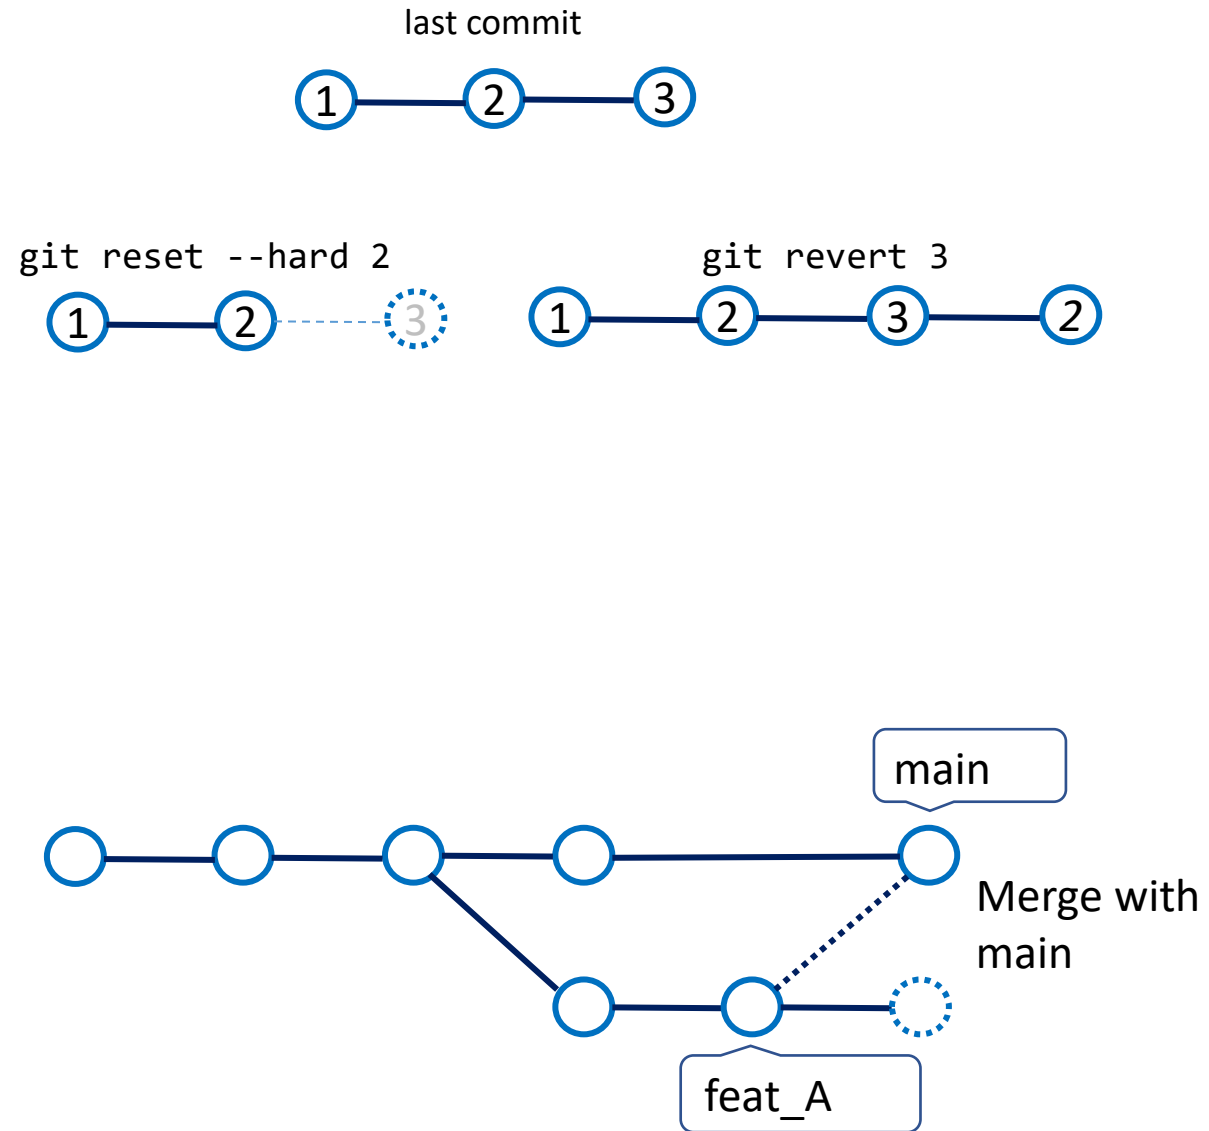 last commit
1 2 3
git reset --hard 2
1 2 3
git revert 3
1 2 3 2
main
Merge with
main
feat_A